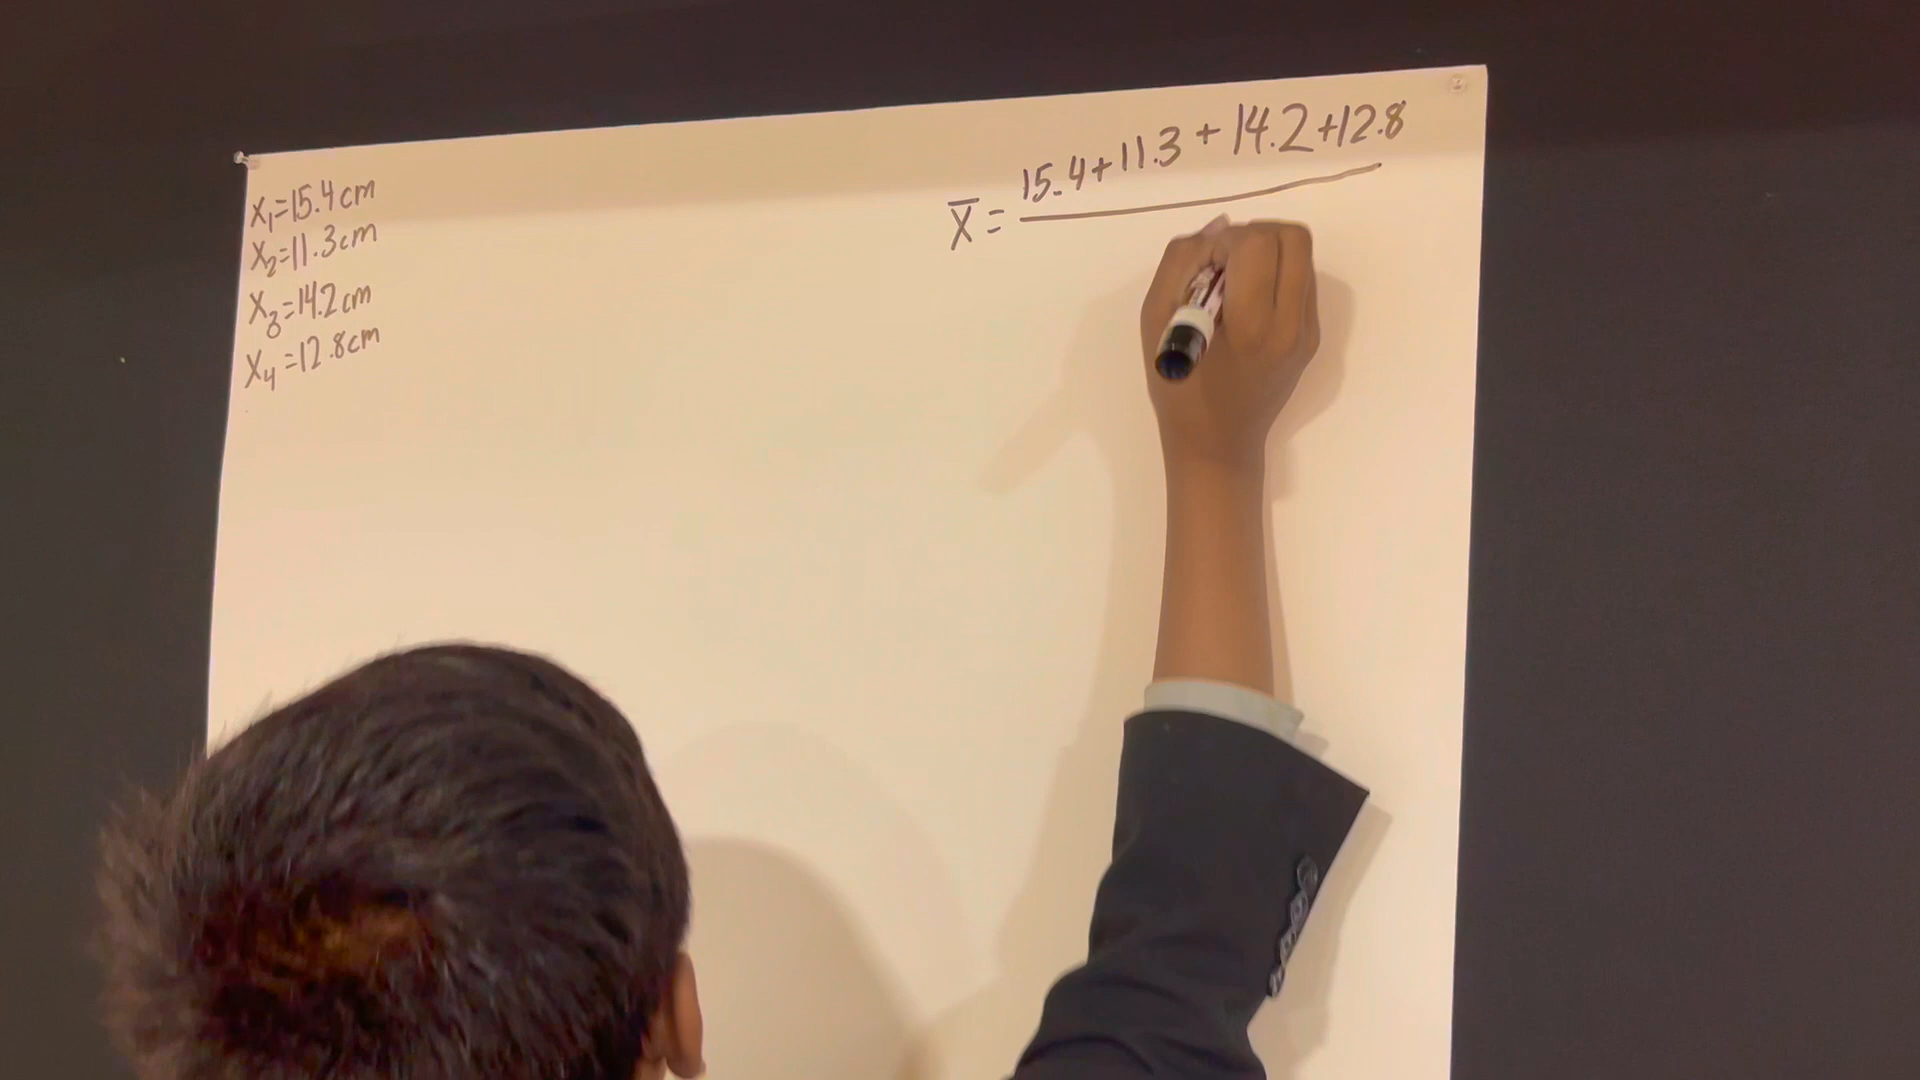 x₁=15.4cm
x₂=11.3cm
x₃=14.2cm
x₄=12.8cm
15.4+11.3+14.2+12.8
x̄=